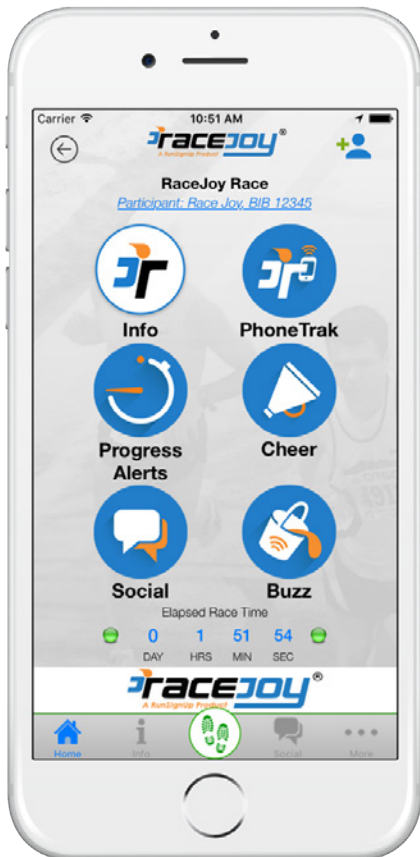 Carrier 10:51 AM
racejoy®
A RunSignUp Product
RaceJoy Race
Participant: Race Joy, BIB 12345
Info PhoneTrak
Progress Alerts Cheer
Social Buzz
Elapsed Race Time
0 1 51 54
DAY HRS MIN SEC
racejoy®
A RunSignUp Product
Home Info Social More